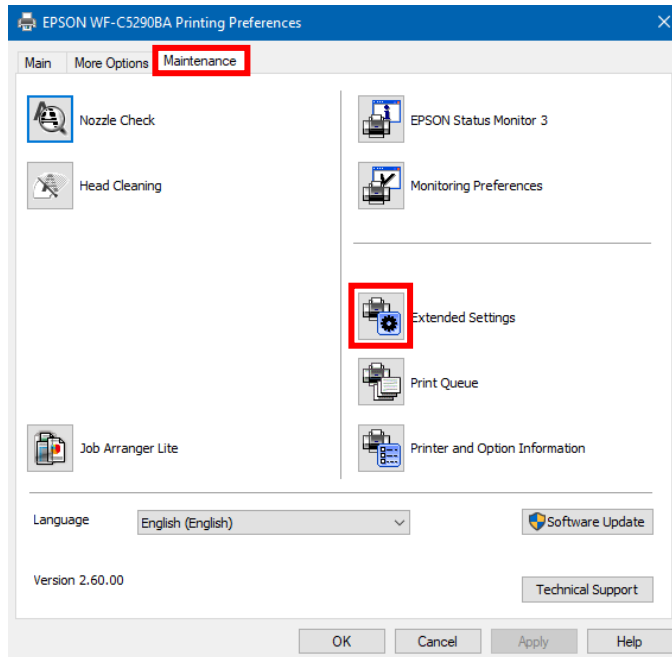 EPSON WF-C5290BA Printing Preferences
Main More Options Maintenance
Nozzle Check
EPSON Status Monitor 3
Head Cleaning
Monitoring Preferences
Extended Settings
Print Queue
Job Arranger Lite
Printer and Option Information
Language English (English) Software Update
Version 2.60.00
Technical Support
OK Cancel Apply Help